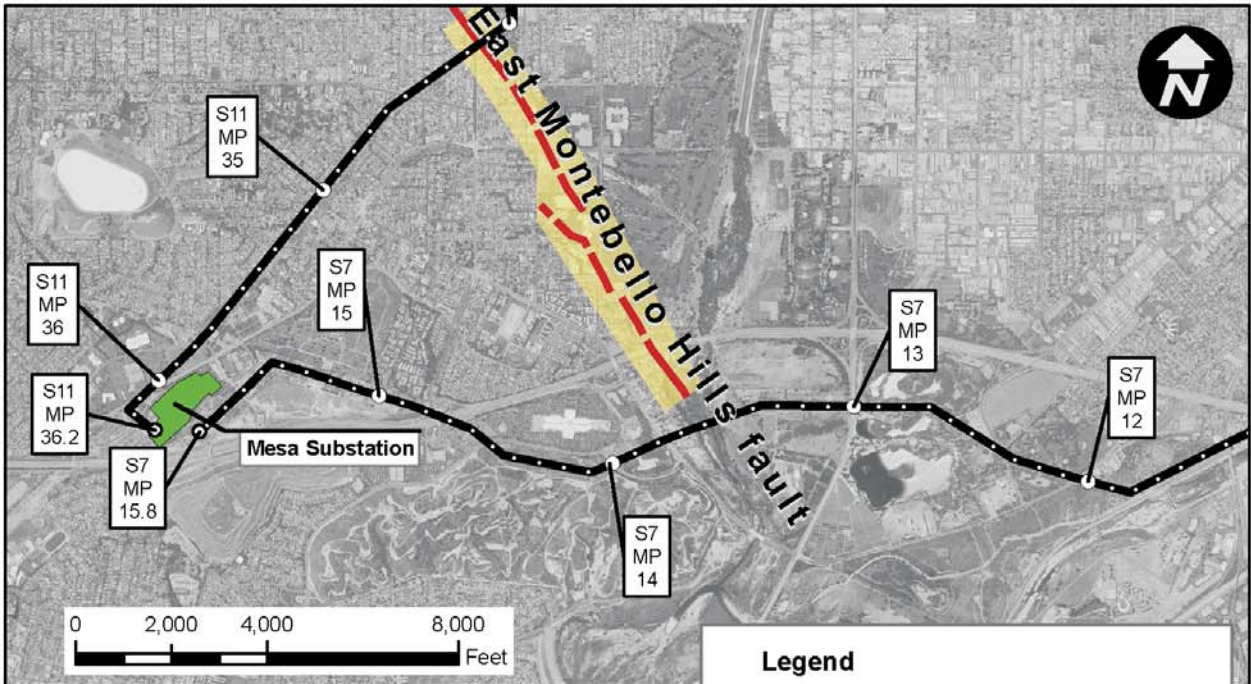 East Montebello Hills fault
N
S11
MP
35
S11
MP
36
S7
MP
15
S7
MP
13
S7
MP
12
S11
MP
36.2
Mesa Substation
S7
MP
15.8
S7
MP
14
0 2,000 4,000 8,000
Feet
Legend